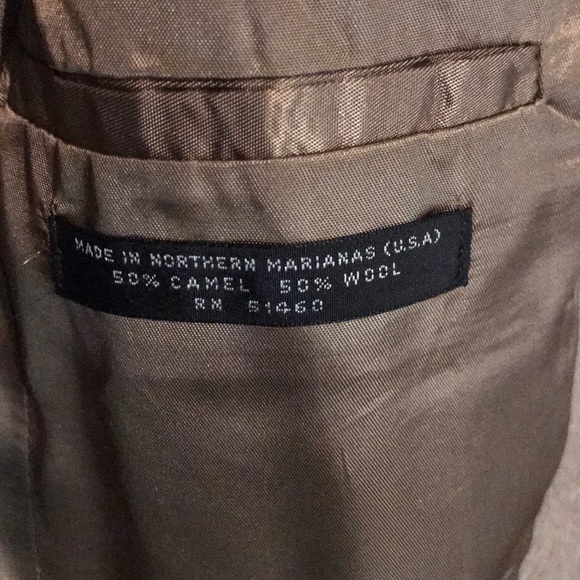 MADE IN NORTHERN MARIANAS (U.S.A)
50% CAMEL 50% WOOL
RN 51460